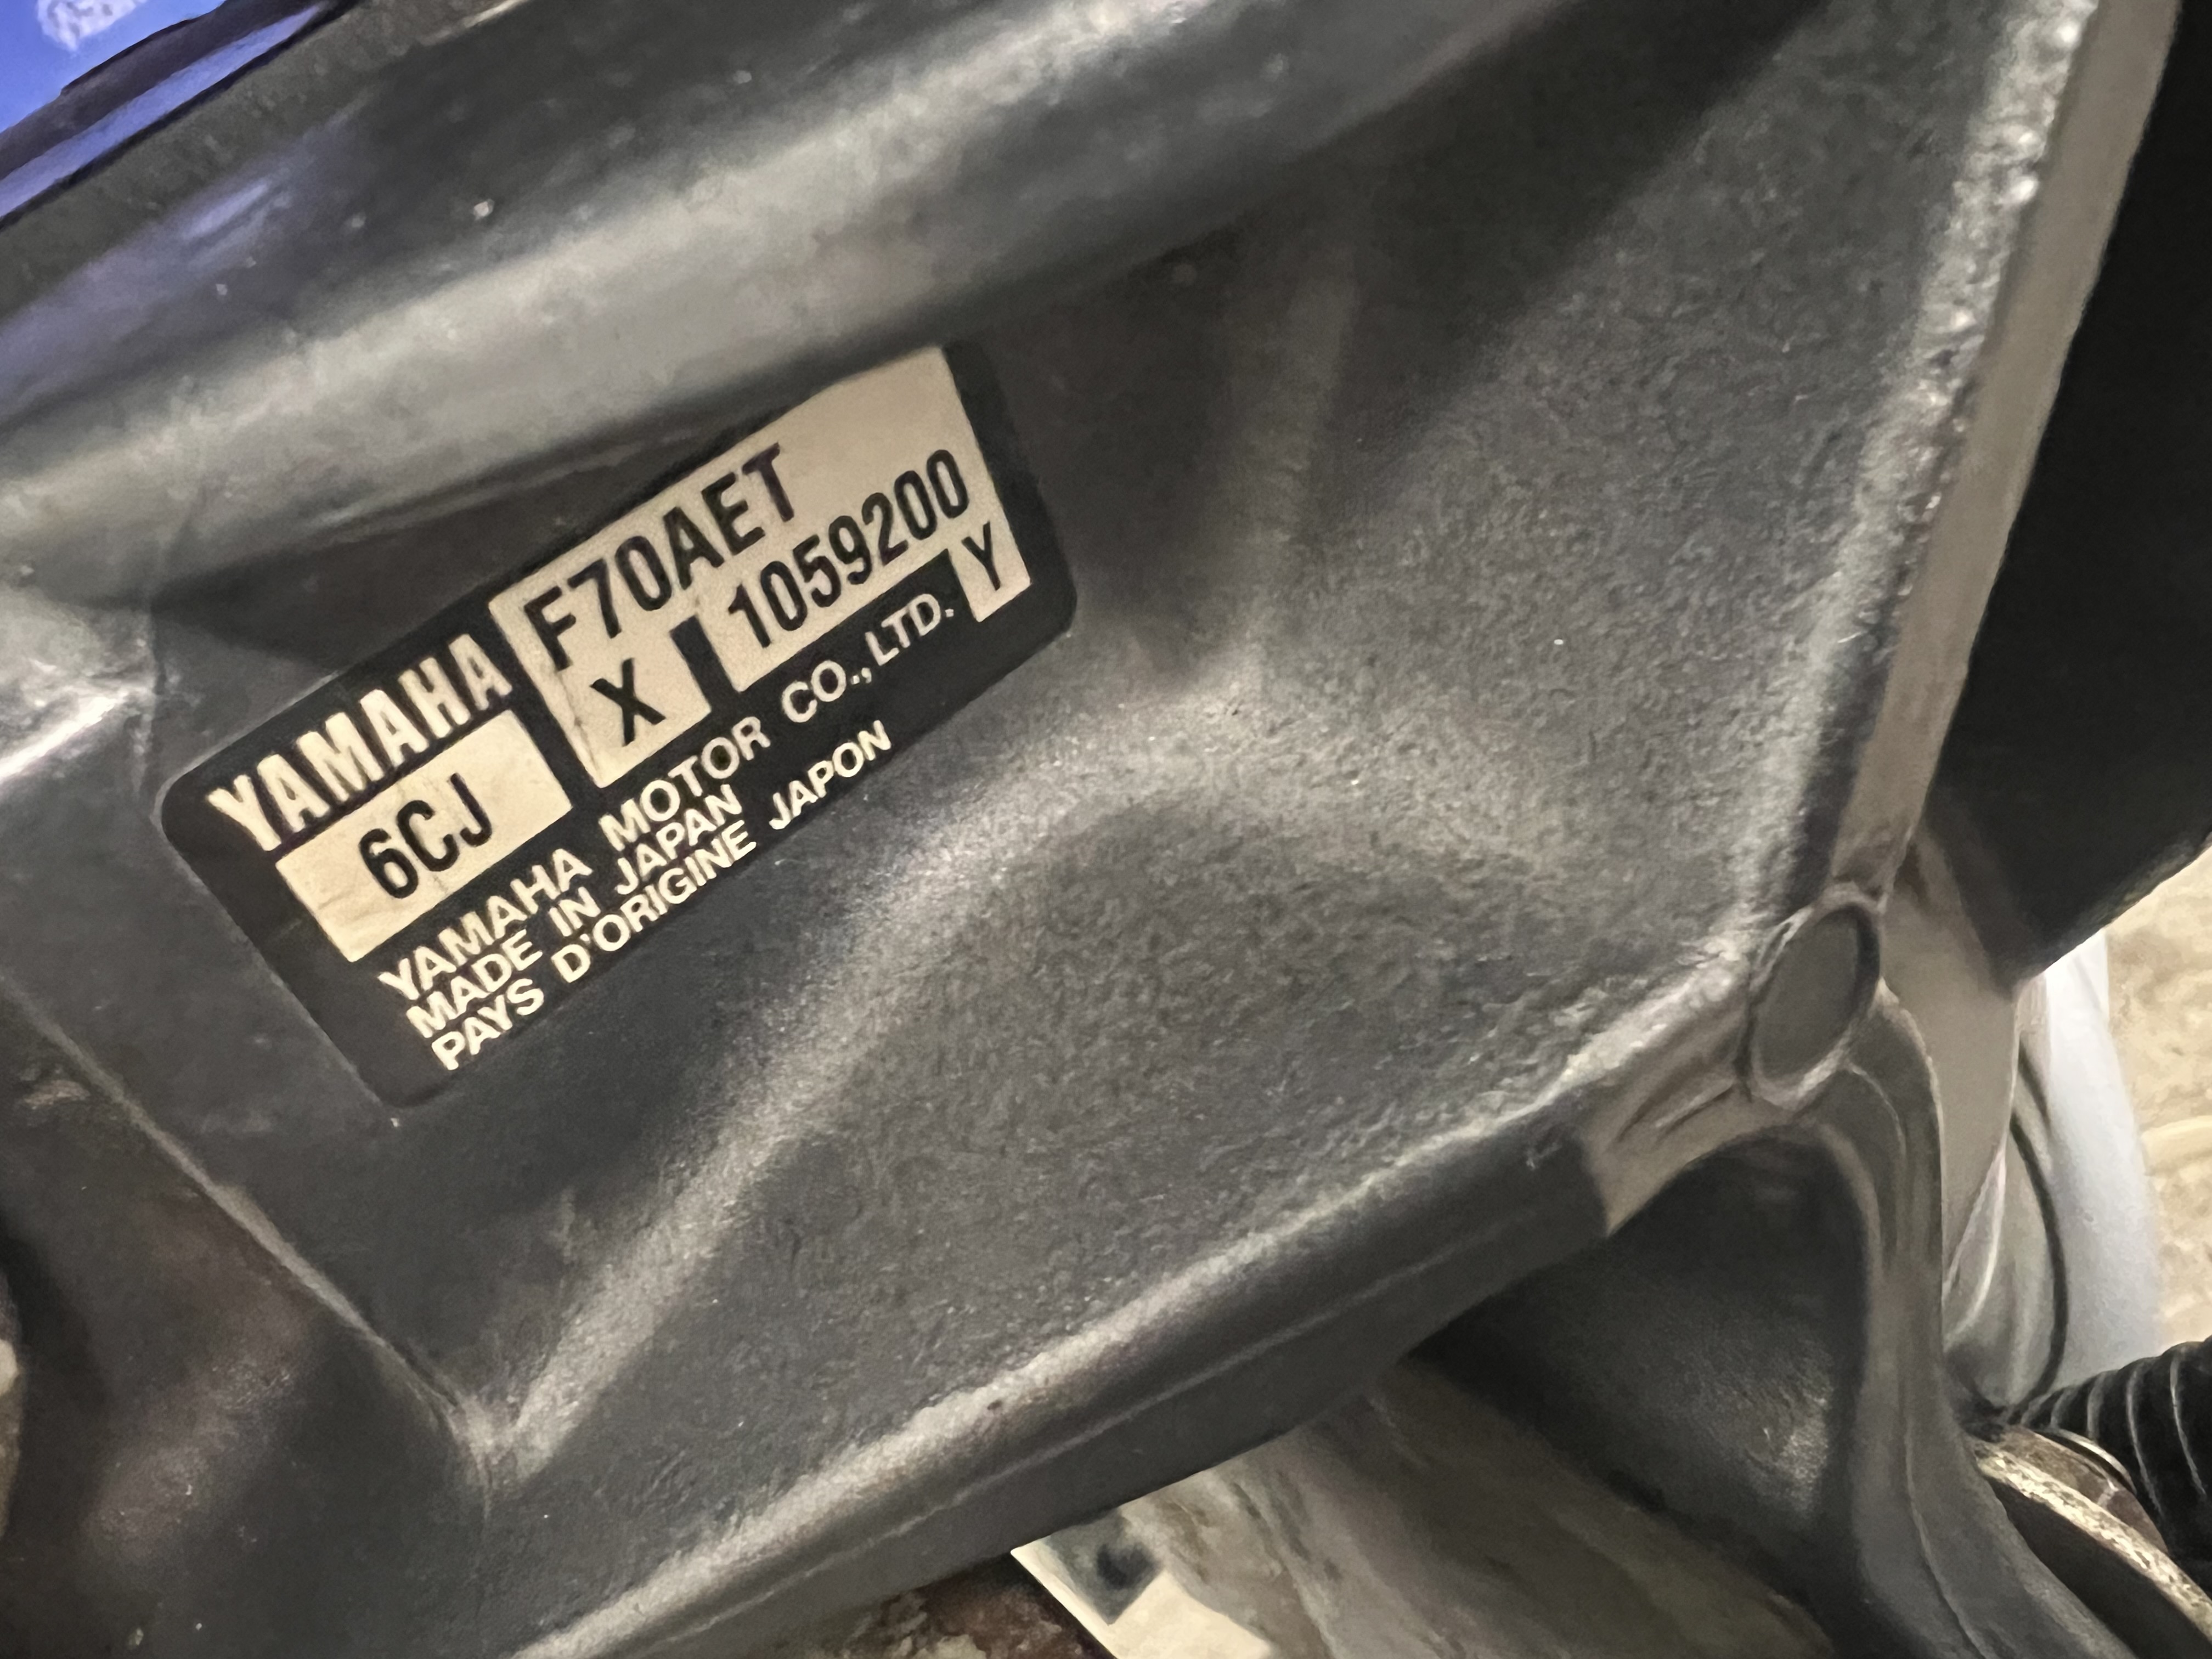 YAMAHA F70AET
6CJ X 1059200
YAMAHA MOTOR CO., LTD. Y
MADE IN JAPAN
PAYS D'ORIGINE JAPON